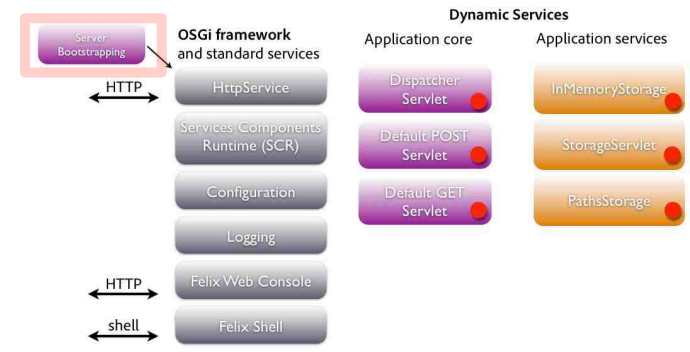 Server
Bootstrapping
OSGi framework
and standard services
HTTP
HttpService
Services Components
Runtime (SCR)
Configuration
Logging
HTTP
Felix Web Console
shell
Felix Shell
Dynamic Services
Application core
Dispatcher
Servlet
Default POST
Servlet
Default GET
Servlet
Application services
InMemoryStorage
StorageServlet
PathsStorage